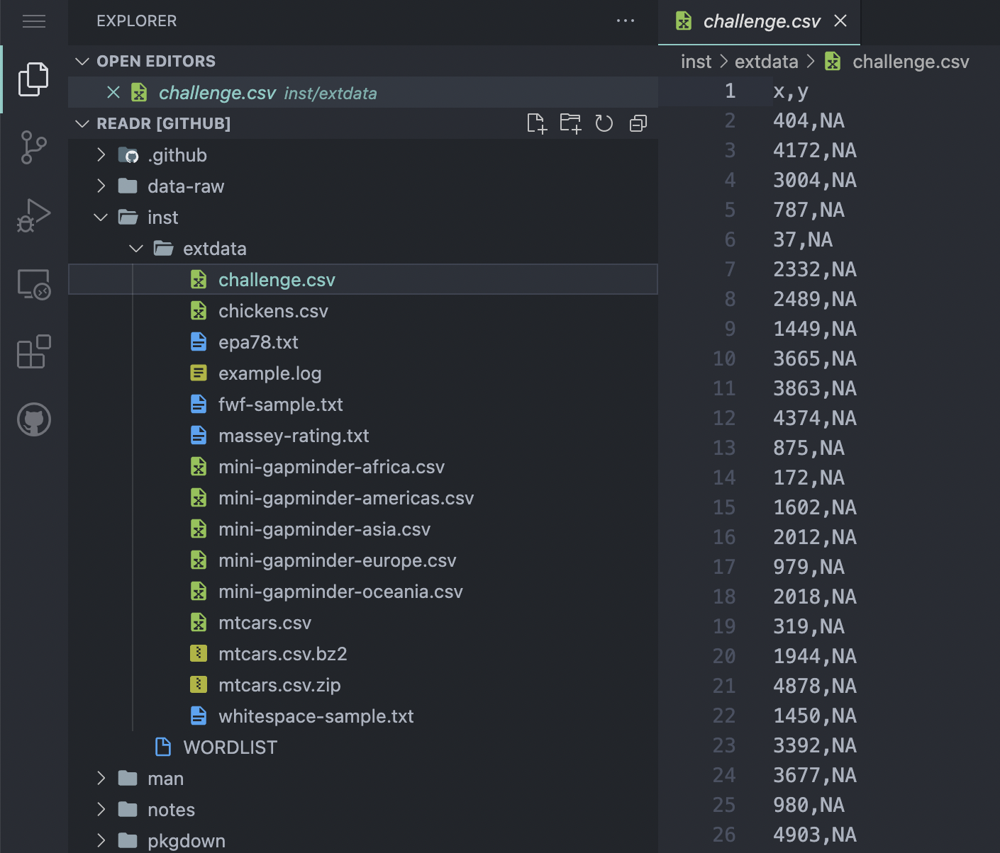 EXPLORER
OPEN EDITORS
challenge.csv inst/extdata
READR [GITHUB]
.github
data-raw
inst
extdata
challenge.csv
chickens.csv
epa78.txt
example.log
fwf-sample.txt
massey-rating.txt
mini-gapminder-africa.csv
mini-gapminder-americas.csv
mini-gapminder-asia.csv
mini-gapminder-europe.csv
mini-gapminder-oceania.csv
mtcars.csv
mtcars.csv.bz2
mtcars.csv.zip
whitespace-sample.txt
WORDLIST
man
notes
pkgdown
challenge.csv
inst > extdata > challenge.csv
1 x,y
2 404,NA
3 4172,NA
4 3004,NA
5 787,NA
6 37,NA
7 2332,NA
8 2489,NA
9 1449,NA
10 3665,NA
11 3863,NA
12 4374,NA
13 875,NA
14 172,NA
15 1602,NA
16 2012,NA
17 979,NA
18 2018,NA
19 319,NA
20 1944,NA
21 4878,NA
22 1450,NA
23 3392,NA
24 3677,NA
25 980,NA
26 4903,NA